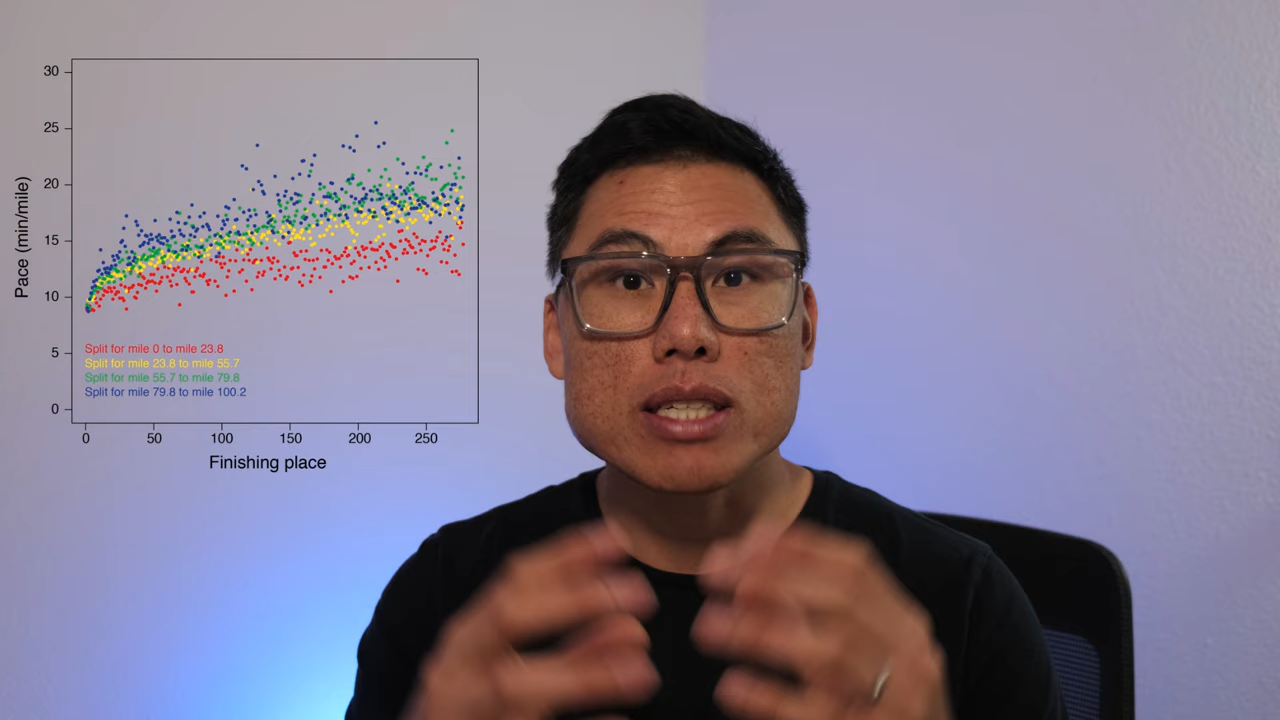 30
25
20
15
10
5
0
Pace (min/mile)
Split for mile 0 to mile 23.8
Split for mile 23.8 to mile 55.7
Split for mile 55.7 to mile 79.8
Split for mile 79.8 to mile 100.2
0 50 100 150 200 250
Finishing place